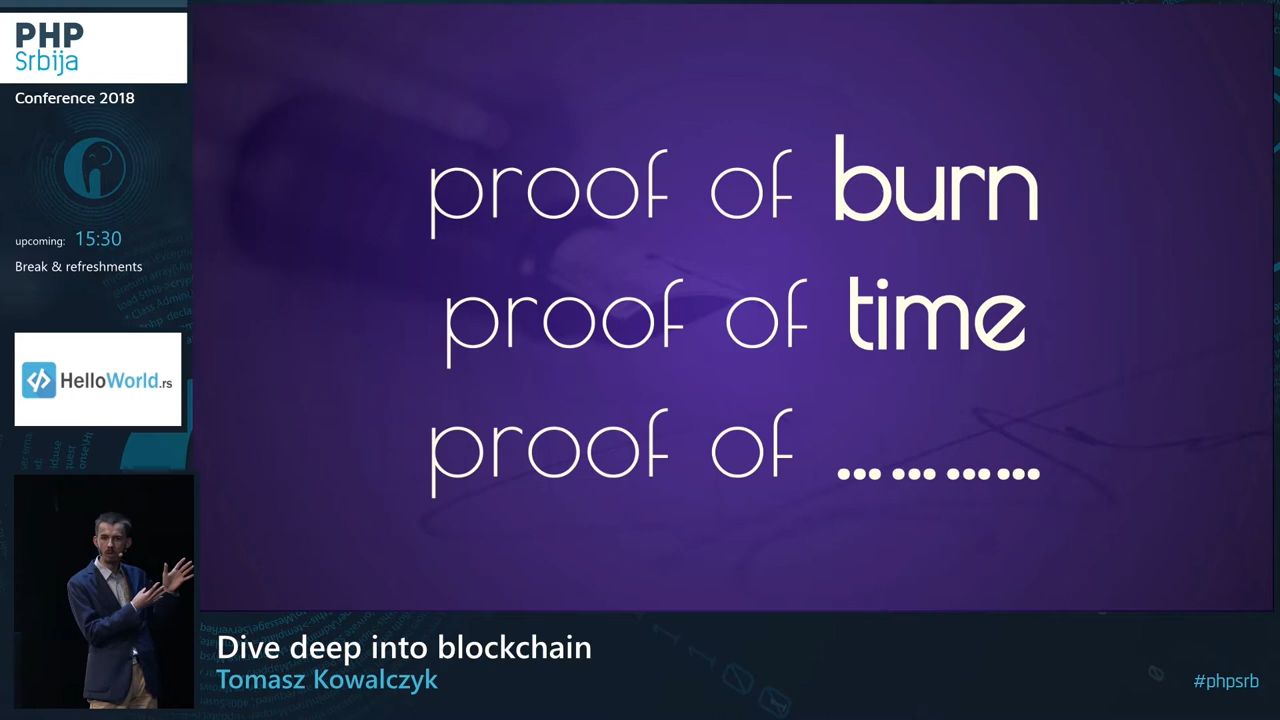 PHP
Srbija
Conference 2018
upcoming: 15:30
Break & refreshments
HelloWorld.rs
proof of burn
proof of time
proof of ... ... ... ...
Dive deep into blockchain
Tomasz Kowalczyk
#phpsrb